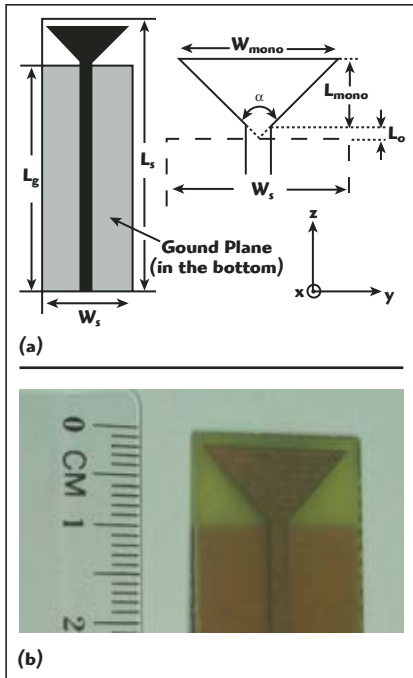 W_mono
α
L_mono
L_o
L_g
L_s
W_s
Gound Plane
(in the bottom)
z
W_s
x
y
(a)
0
CM
1
2
(b)